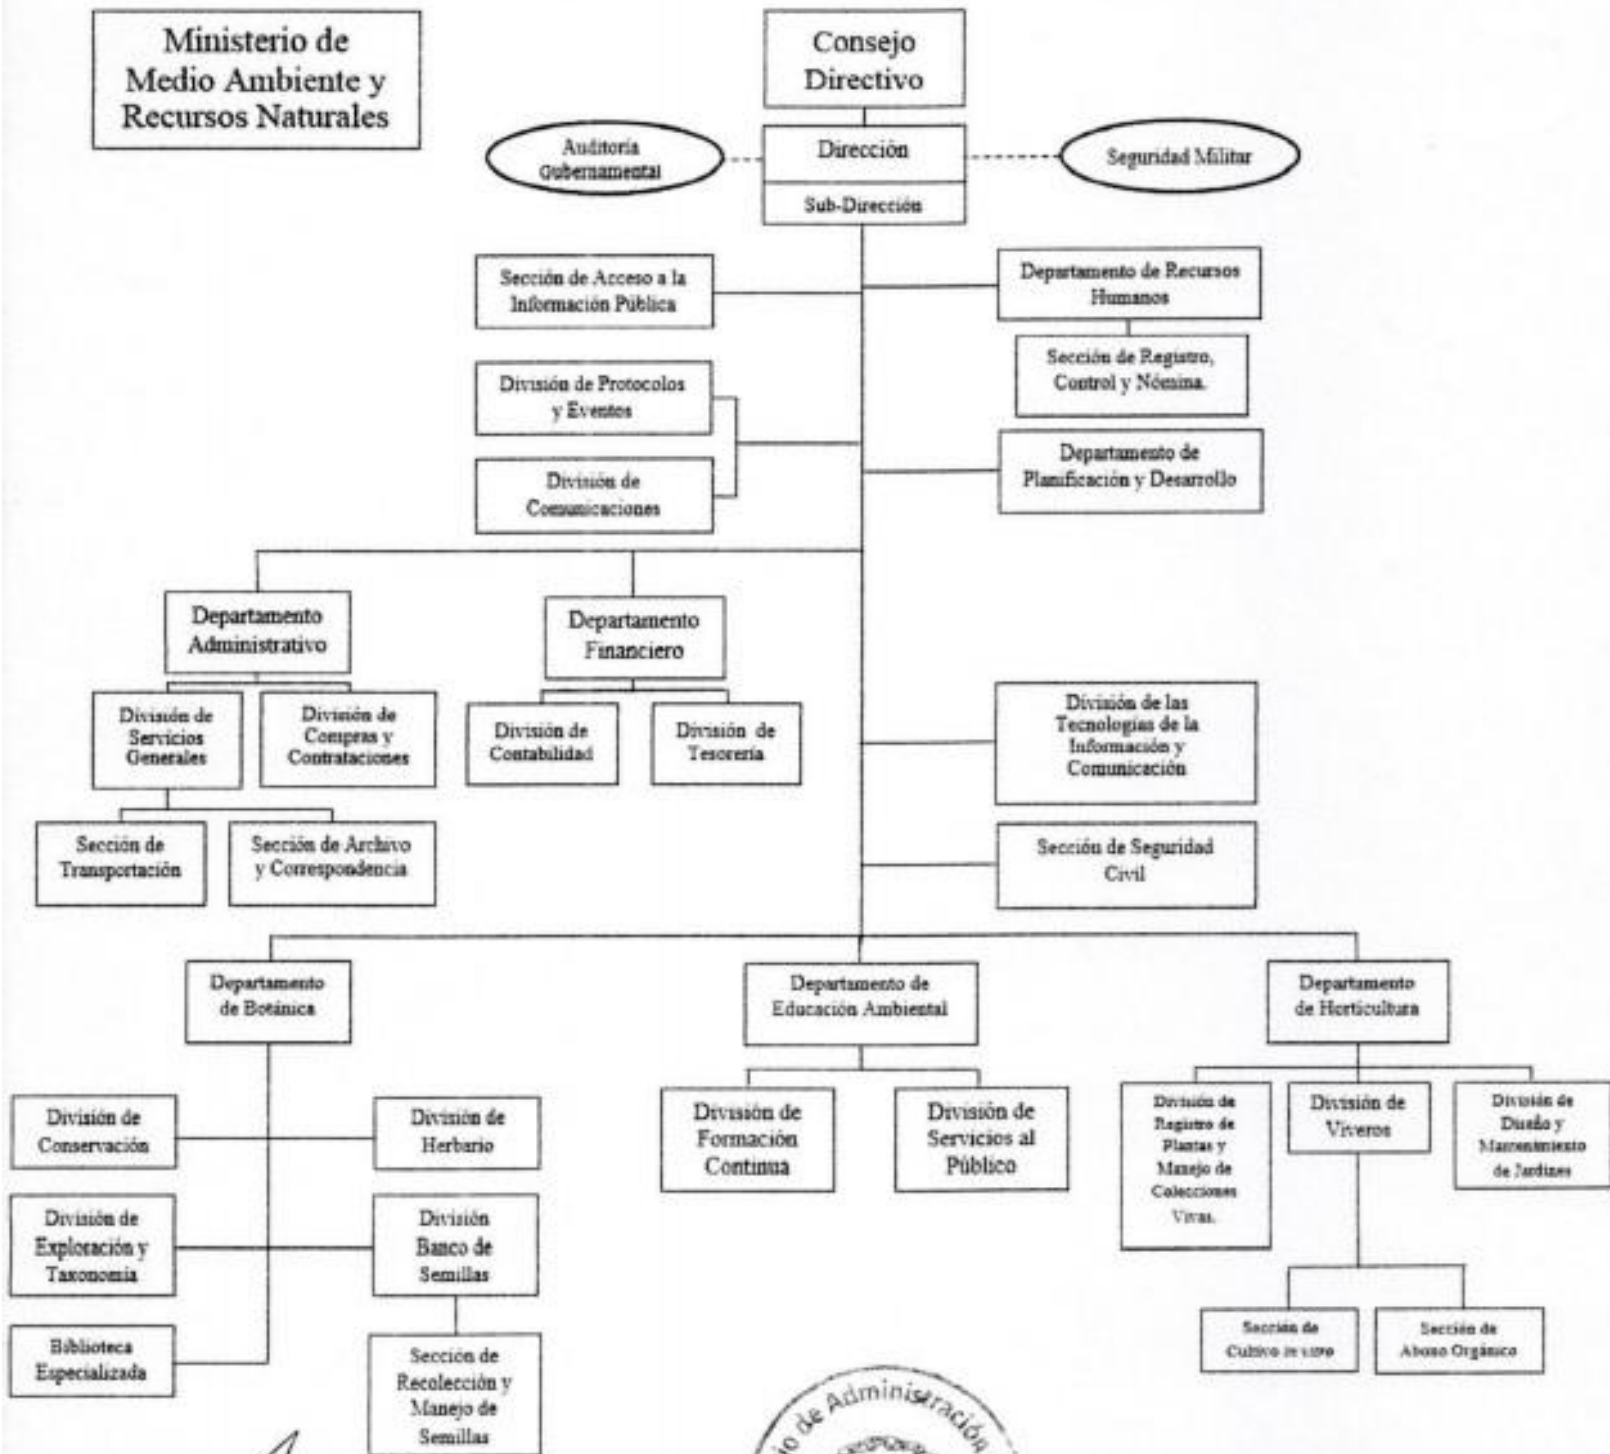 Ministerio de
Medio Ambiente y
Recursos Naturales
Consejo
Directivo
Auditoría
Gubernamental
Dirección
Seguridad Militar
Sub-Dirección
Sección de Acceso a la
Información Pública
Departamento de Recursos
Humanos
Sección de Registro,
Control y Nómina.
División de Protocolos
y Eventos
División de
Comunicaciones
Departamento de
Planificación y Desarrollo
Departamento
Administrativo
Departamento
Financiero
División de
Servicios
Generales
División de
Compras y
Contrataciones
División de
Contabilidad
División de
Tesorería
División de las
Tecnologías de la
Información y
Comunicación
Sección de
Transportación
Sección de Archivo
y Correspondencia
Sección de Seguridad
Civil
Departamento
de Botánica
Departamento de
Educación Ambiental
Departamento
de Horticultura
División de
Conservación
División de
Herbario
División de
Exploración y
Taxonomía
División
Banco de
Semillas
Biblioteca
Especializada
Sección de
Recolección y
Manejo de
Semillas
División de
Formación
Continua
División de
Servicios al
Público
División de
Registro de
Plantas y
Manejo de
Colecciones
Vivas.
División de
Viveros
División de
Diseño y
Mantenimiento
de Jardines
Sección de
Cultivo in vitro
Sección de
Abono Orgánico
de Administración